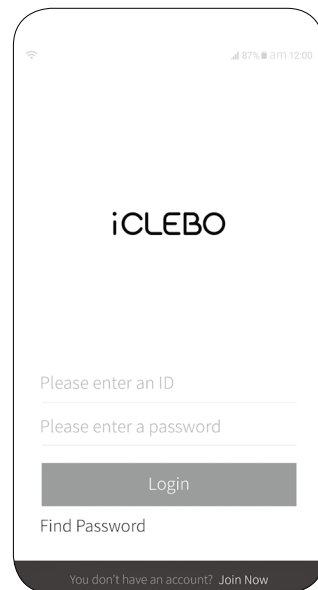 87% am 12:00
iCLEBO
Please enter an ID
Please enter a password
Login
Find Password
You don't have an account? Join Now